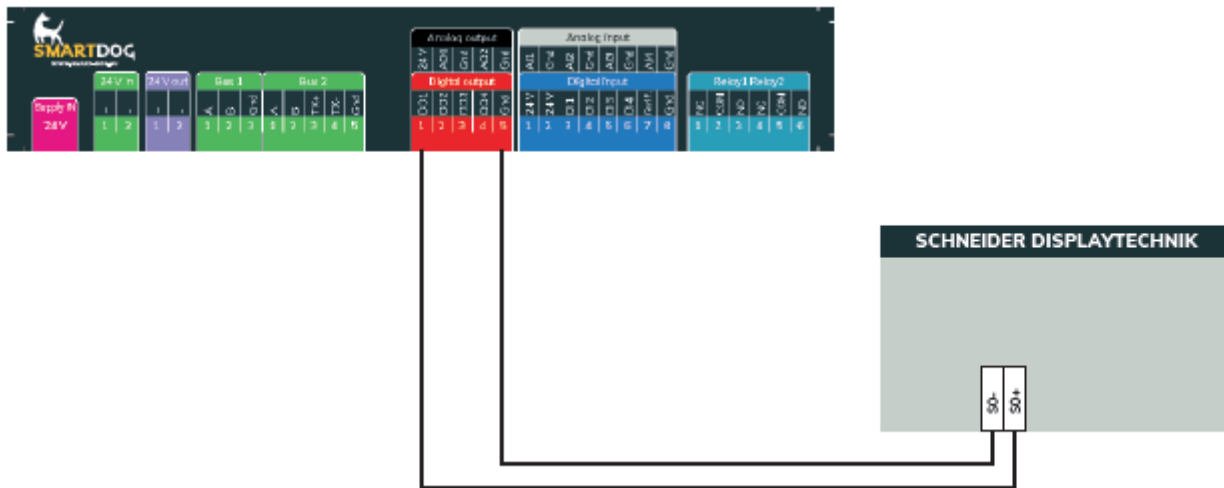 SMARTDOG
Analog output
Analog Input
24 V
AO1
Gnd
AO2
Gnd
AI1
Gnd
AI2
Gnd
AI3
Gnd
AI4
Gnd
24 V in
24 V out
Bus 1
Bus 2
Digital output
Digital Input
Relay1 Relay2
Supply IN
24 V
-
-
-
-
A
B
Gnd
A
B
TX+
TX-
Gnd
DO1
DO2
DO3
DO4
Gnd
24 V
24 V
DI1
DI2
DI3
DI4
Gnd
NC
COM
NO
NC
COM
NO
1 2
1 2
1 2 3
1 2 3 4 5
1 2 3 4 5
1 2 3 4 5 6 7 8
1 2 3 4 5 6
SCHNEIDER DISPLAYTECHNIK
S0-
S0+